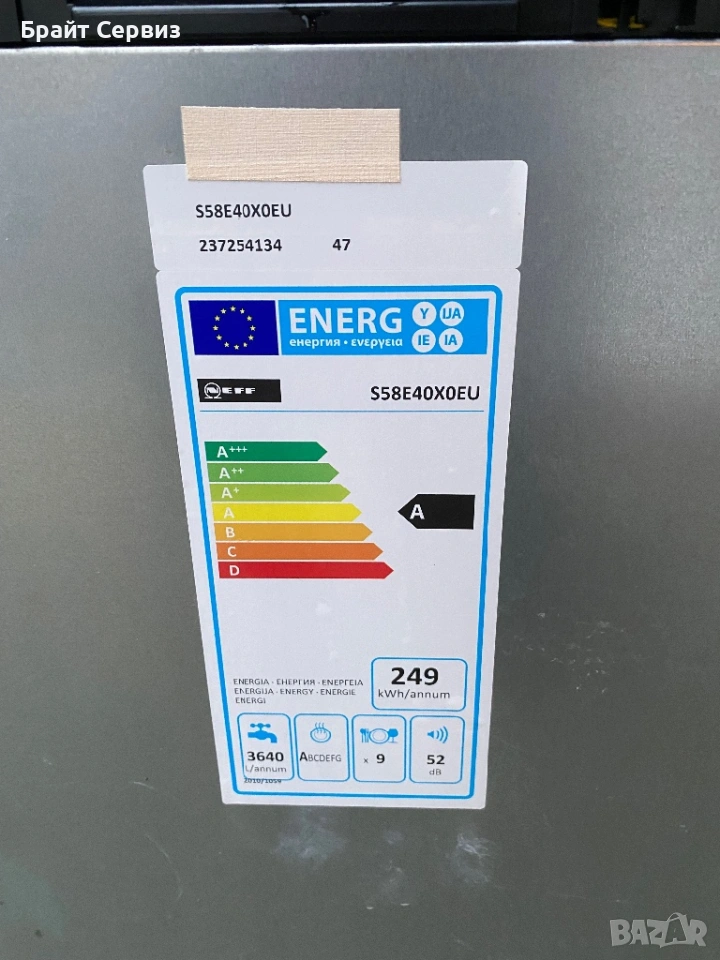 Брайт Сервиз
S58E40X0EU
237254134 47
ENERG Y IJA
енергия · ενεργεια IE IA
NEFF
S58E40X0EU
A+++
A++
A+
A
B
C
D
A
249
kWh/annum
ENERGIA · ЕНЕРГИЯ · ΕΝΕΡΓΕΙΑ
ENERGIJA · ENERGY · ENERGIE
ENERGI
3640
L/annum
ABCDEFG
x 9
52
dB
2010/1059
BAZAR